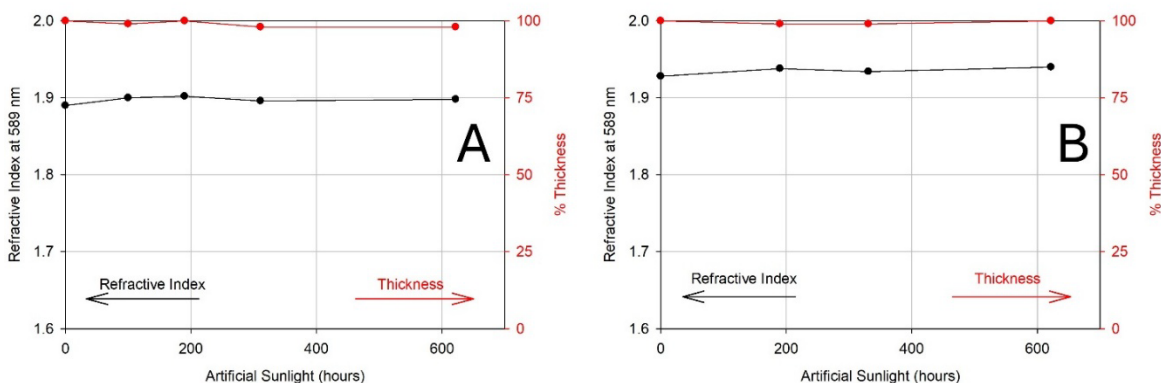 2.0
1.9
1.8
1.7
1.6
Refractive Index at 589 nm
100
75
50
25
0
% Thickness
A
Refractive Index
Thickness
0
200
400
600
Artificial Sunlight (hours)
2.0
1.9
1.8
1.7
1.6
Refractive Index at 589 nm
100
75
50
25
0
% Thickness
B
Refractive Index
Thickness
0
200
400
600
Artificial Sunlight (hours)